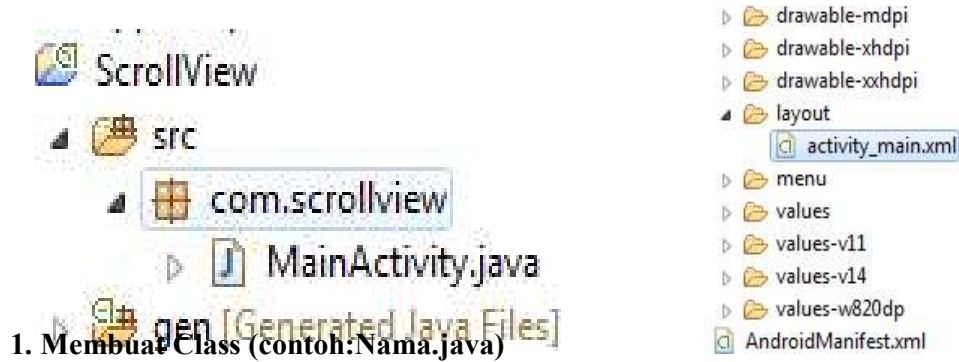 ScrollView
src
com.scrollview
MainActivity.java
gen [Generated Java Files]
1. Membuat Class (contoh:Nama.java)
drawable-mdpi
drawable-xhdpi
drawable-xxhdpi
layout
activity_main.xml
menu
values
values-v11
values-v14
values-w820dp
AndroidManifest.xml